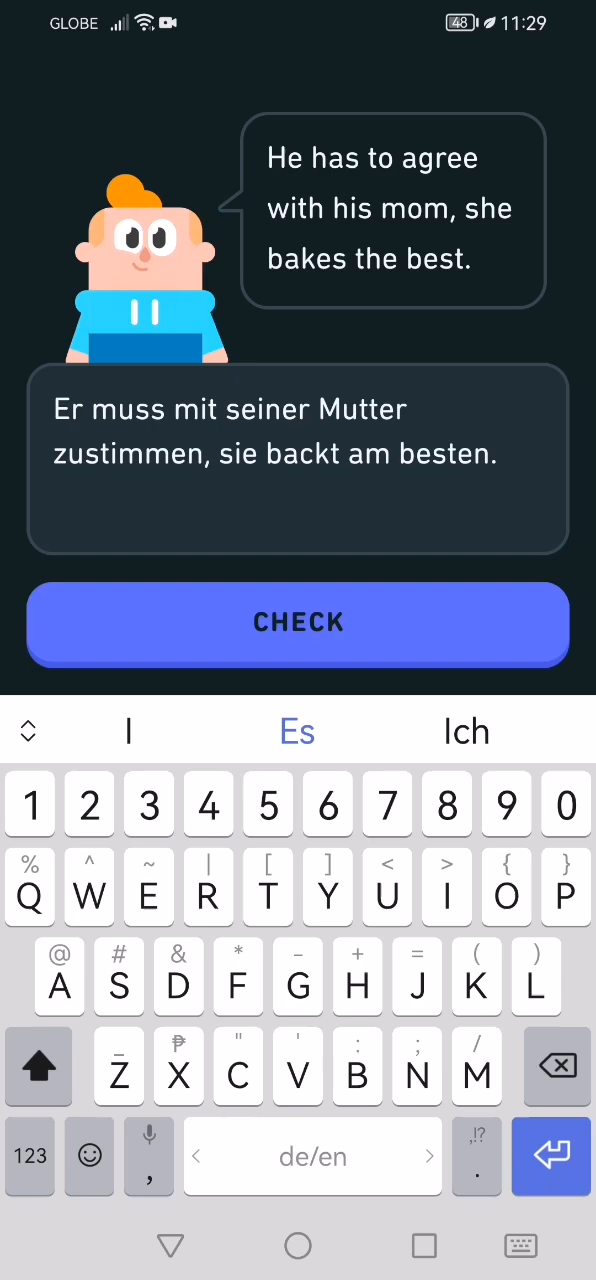 GLOBE 48 11:29
He has to agree
with his mom, she
bakes the best.
Er muss mit seiner Mutter
zustimmen, sie backt am besten.
CHECK
I Es Ich
1 2 3 4 5 6 7 8 9 0
% ^ ~ | [ ] < > { }
Q W E R T Y U I O P
@ # & * - + = ( )
A S D F G H J K L
_ ₱ " ' : ; /
Z X C V B N M
,!?
123 , < de/en > .